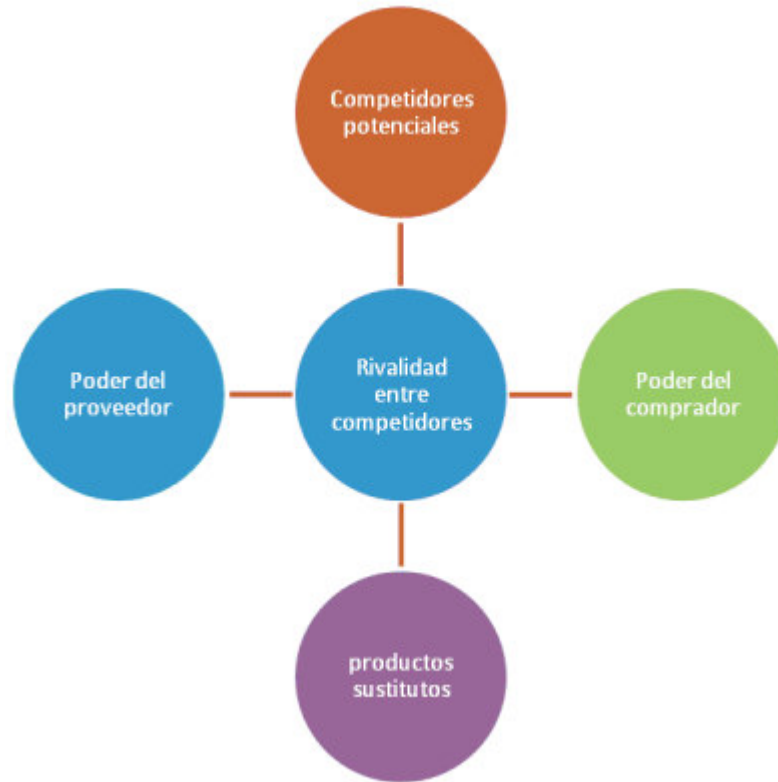 Competidores
potenciales
Poder del
proveedor
Rivalidad
entre
competidores
Poder del
comprador
productos
sustitutos